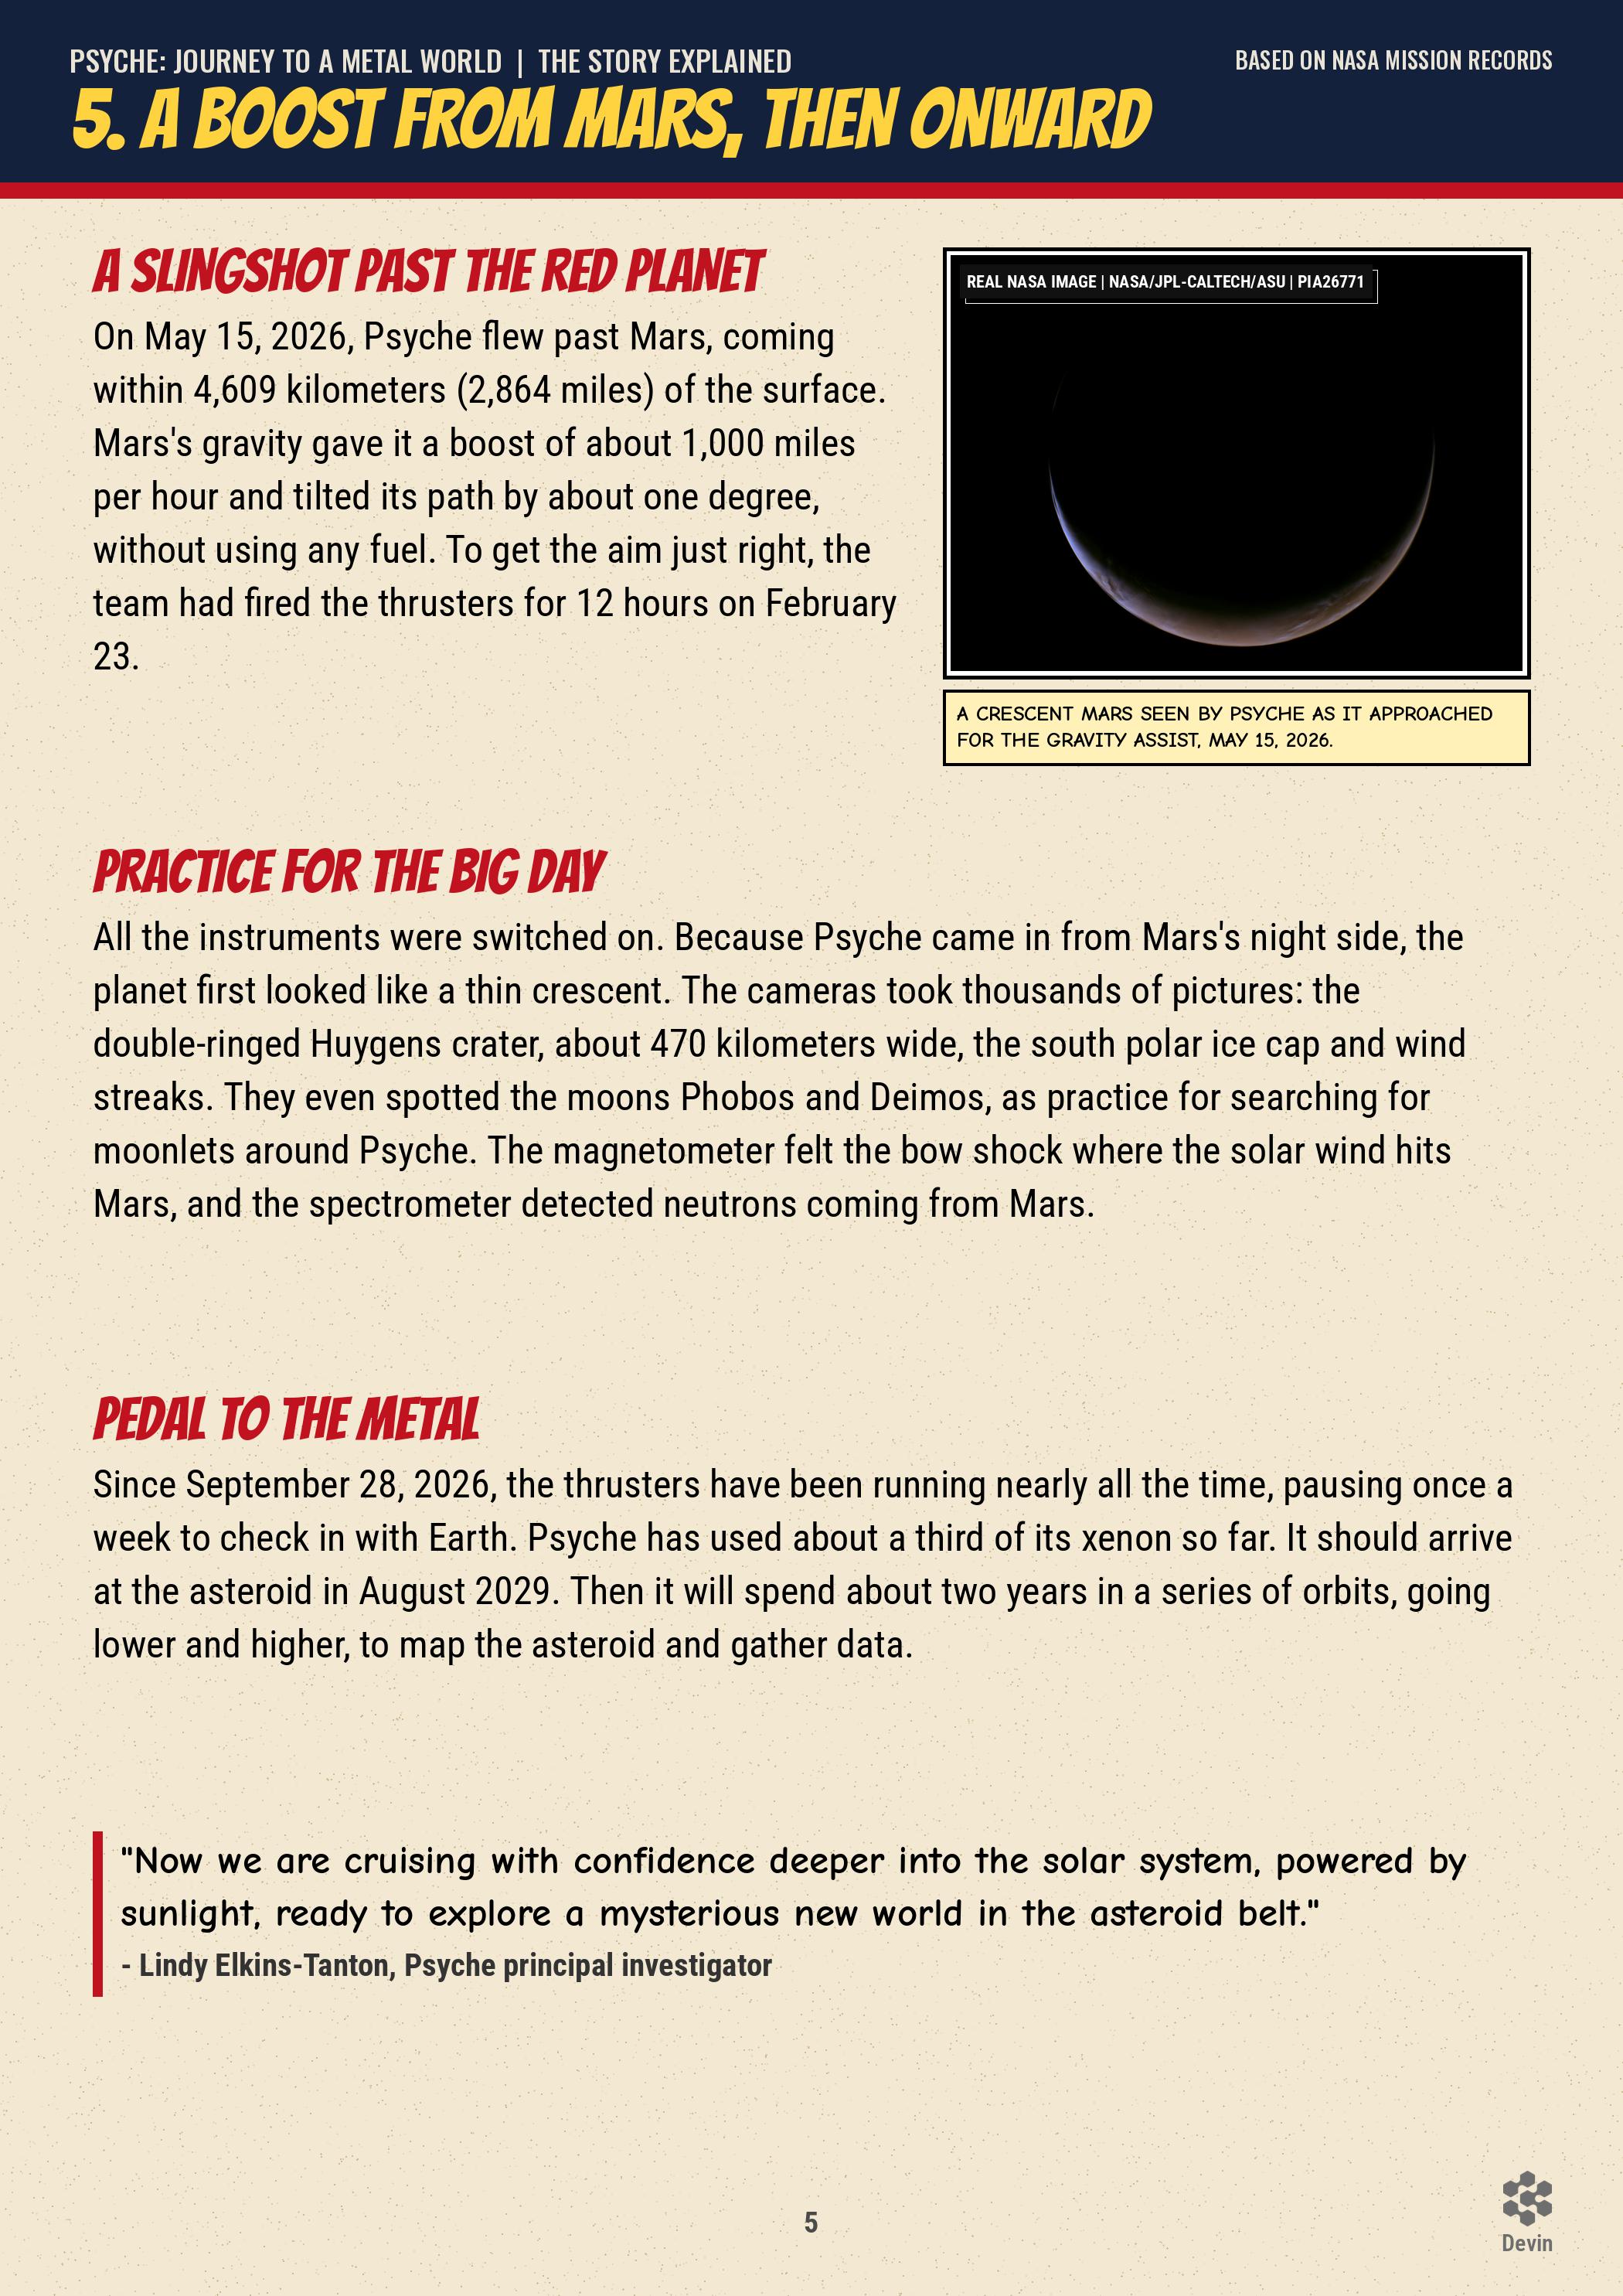 PSYCHE: JOURNEY TO A METAL WORLD | THE STORY EXPLAINED
BASED ON NASA MISSION RECORDS
5. A BOOST FROM MARS, THEN ONWARD
A SLINGSHOT PAST THE RED PLANET
On May 15, 2026, Psyche flew past Mars, coming
within 4,609 kilometers (2,864 miles) of the surface.
Mars's gravity gave it a boost of about 1,000 miles
per hour and tilted its path by about one degree,
without using any fuel. To get the aim just right, the
team had fired the thrusters for 12 hours on February
23.
REAL NASA IMAGE | NASA/JPL-CALTECH/ASU | PIA26771
A CRESCENT MARS SEEN BY PSYCHE AS IT APPROACHED
FOR THE GRAVITY ASSIST, MAY 15, 2026.
PRACTICE FOR THE BIG DAY
All the instruments were switched on. Because Psyche came in from Mars's night side, the
planet first looked like a thin crescent. The cameras took thousands of pictures: the
double-ringed Huygens crater, about 470 kilometers wide, the south polar ice cap and wind
streaks. They even spotted the moons Phobos and Deimos, as practice for searching for
moonlets around Psyche. The magnetometer felt the bow shock where the solar wind hits
Mars, and the spectrometer detected neutrons coming from Mars.
PEDAL TO THE METAL
Since September 28, 2026, the thrusters have been running nearly all the time, pausing once a
week to check in with Earth. Psyche has used about a third of its xenon so far. It should arrive
at the asteroid in August 2029. Then it will spend about two years in a series of orbits, going
lower and higher, to map the asteroid and gather data.
"Now we are cruising with confidence deeper into the solar system, powered by
sunlight, ready to explore a mysterious new world in the asteroid belt."
- Lindy Elkins-Tanton, Psyche principal investigator
5
Devin